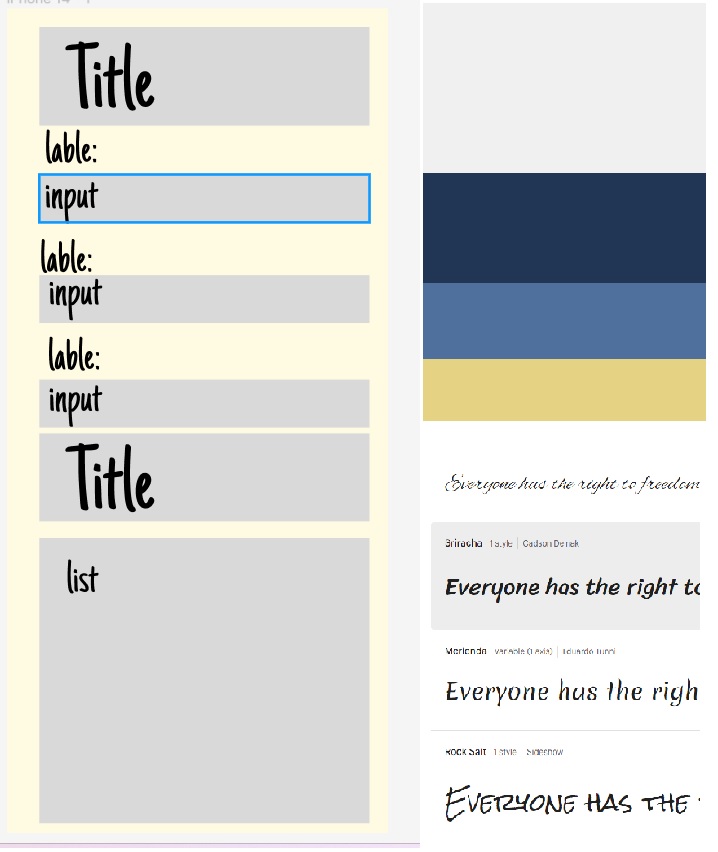 iPhone 14 - 1
Title
lable:
input
lable:
input
lable:
input
Title
list
Everyone has the right to freedom
Sriracha 1 style Cadson Demak
Everyone has the right to
Merienda Variable (1 axis) Eduardo Tunni
Everyone has the righ
Rock Salt 1 style Sideshow
Everyone has the